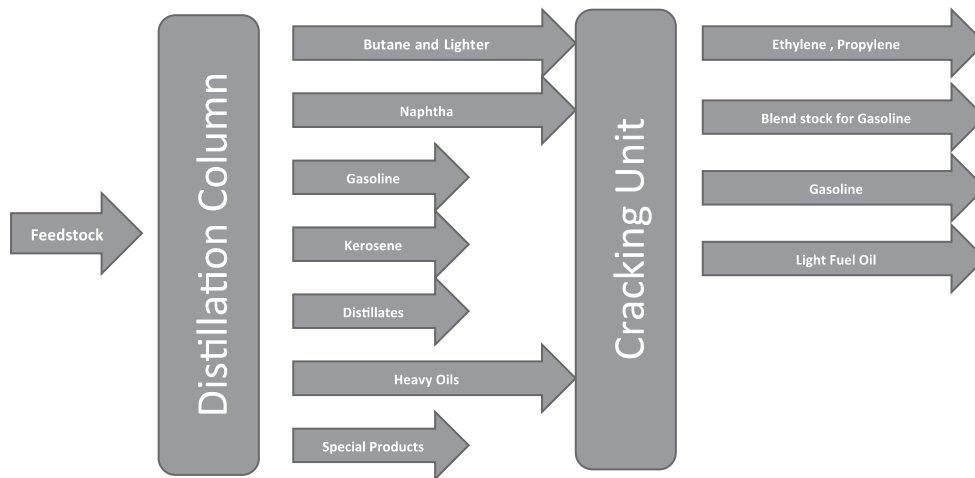 Feedstock
Distillation Column
Butane and Lighter
Naphtha
Gasoline
Kerosene
Distillates
Heavy Oils
Special Products
Cracking Unit
Ethylene , Propylene
Blend stock for Gasoline
Gasoline
Light Fuel Oil